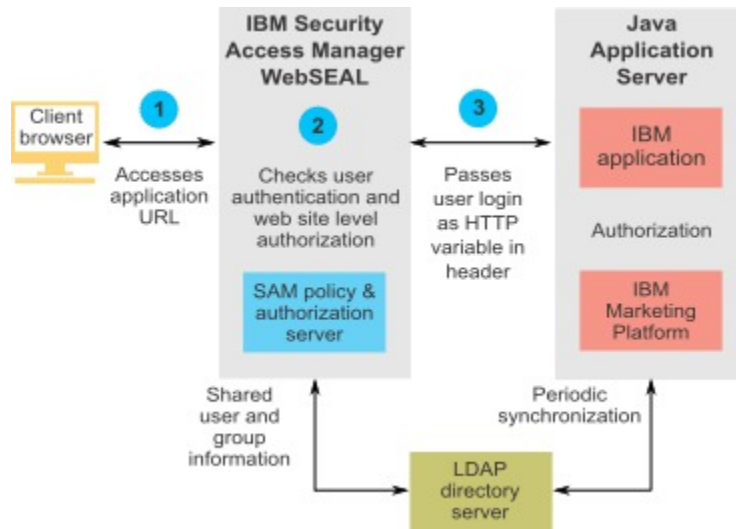 IBM Security
Access Manager
WebSEAL
Java
Application
Server
Client
browser
1
2
3
IBM
application
Accesses
application
URL
Checks user
authentication and
web site level
authorization
Passes
user login
as HTTP
variable in
header
Authorization
SAM policy &
authorization
server
IBM
Marketing
Platform
Shared
user and
group
information
Periodic
synchronization
LDAP
directory
server